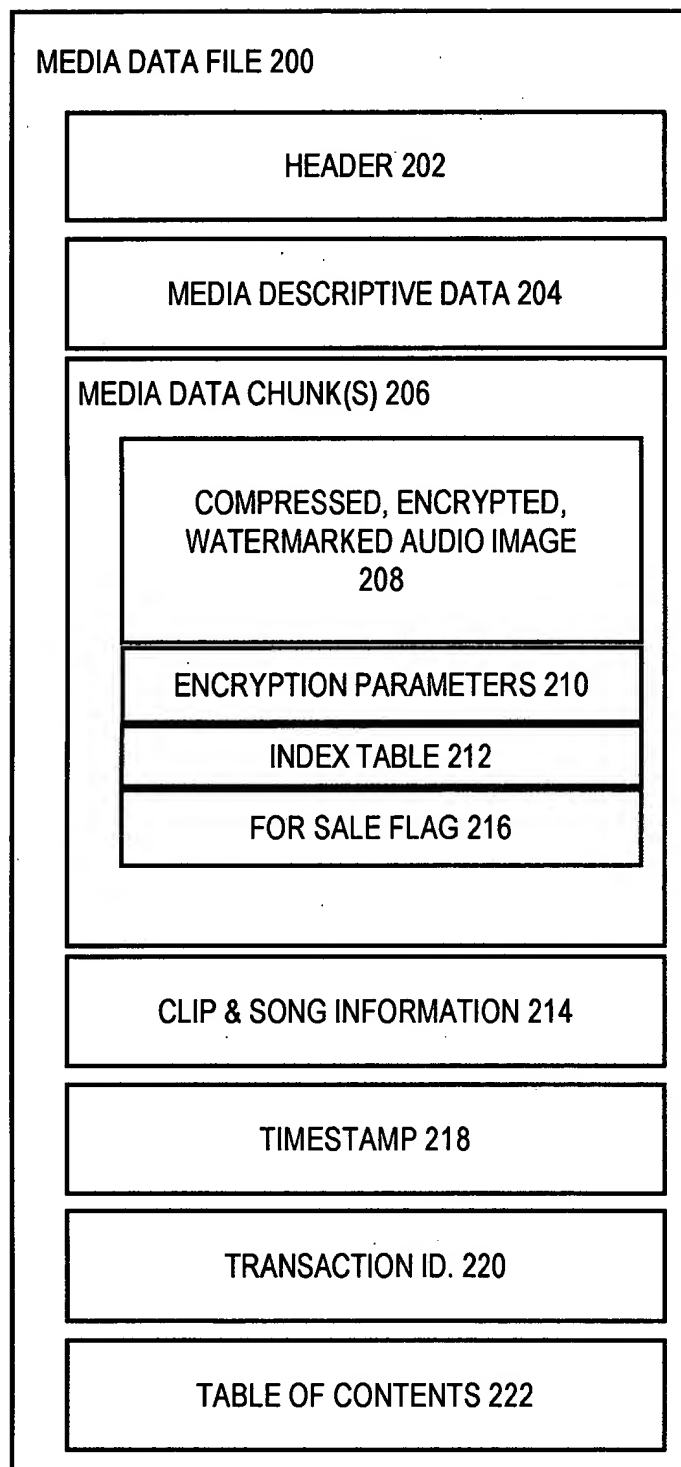 MEDIA DATA FILE 200
HEADER 202
MEDIA DESCRIPTIVE DATA 204
MEDIA DATA CHUNK(S) 206
COMPRESSED, ENCRYPTED,
WATERMARKED AUDIO IMAGE
208
ENCRYPTION PARAMETERS 210
INDEX TABLE 212
FOR SALE FLAG 216
CLIP & SONG INFORMATION 214
TIMESTAMP 218
TRANSACTION ID. 220
TABLE OF CONTENTS 222